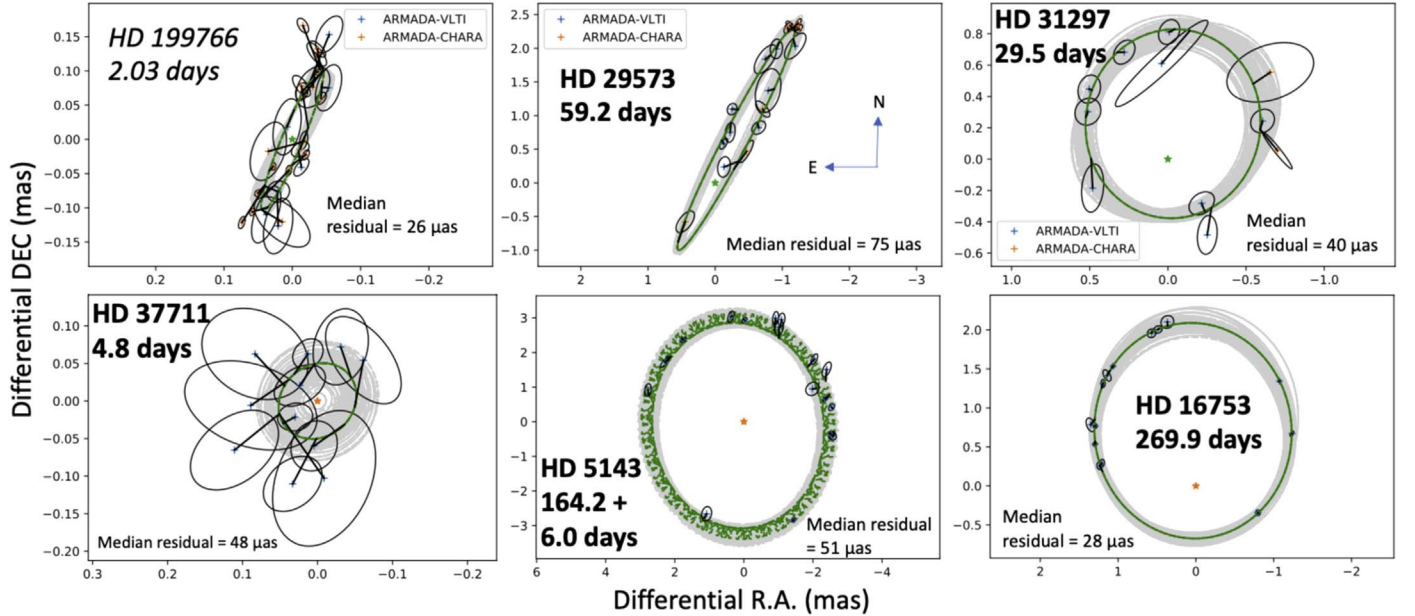 Differential DEC (mas)
HD 199766
2.03 days
ARMADA-VLTI
ARMADA-CHARA
Median
residual = 26 μas
0.15
0.10
0.05
0.00
−0.05
−0.10
−0.15
0.2
0.1
0.0
−0.1
−0.2
ARMADA-VLTI
ARMADA-CHARA
HD 29573
59.2 days
N
E
Median residual = 75 μas
2.5
2.0
1.5
1.0
0.5
0.0
−0.5
−1.0
2
1
0
−1
−2
−3
HD 31297
29.5 days
ARMADA-VLTI
ARMADA-CHARA
Median
residual = 40 μas
0.8
0.6
0.4
0.2
0.0
−0.2
−0.4
−0.6
1.0
0.5
0.0
−0.5
−1.0
HD 37711
4.8 days
Median residual = 48 μas
0.10
0.05
0.00
−0.05
−0.10
−0.15
−0.20
0.3
0.2
0.1
0.0
−0.1
−0.2
HD 5143
164.2 +
6.0 days
Median residual
= 51 μas
3
2
1
0
−1
−2
−3
6
4
2
0
−2
−4
HD 16753
269.9 days
Median
residual = 28 μas
2.0
1.5
1.0
0.5
0.0
−0.5
2
1
0
−1
−2
Differential R.A. (mas)